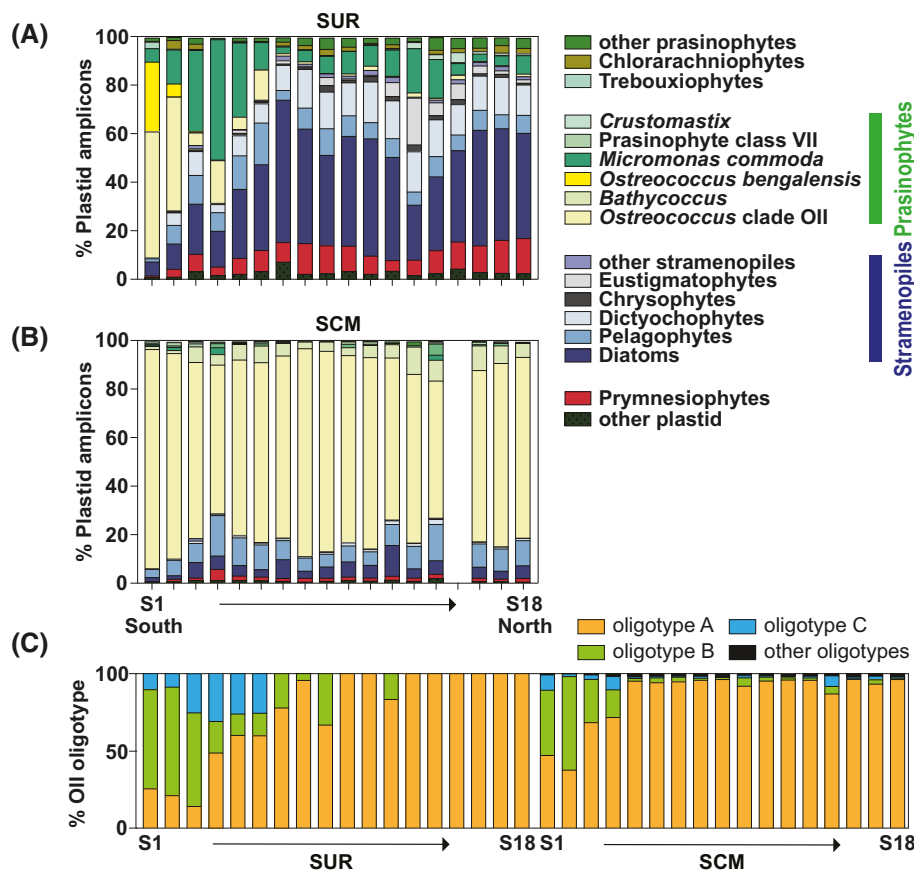 (A)
SUR
% Plastid amplicons
100
80
60
40
20
0
other prasinophytes
Chlorarachniophytes
Trebouxiophytes
Crustomastix
Prasinophyte class VII
Micromonas commoda
Ostreococcus bengalensis
Bathycoccus
Ostreococcus clade OII
Prasinophytes
other stramenopiles
Eustigmatophytes
Chrysophytes
Dictyochophytes
Pelagophytes
Diatoms
Stramenopiles
Prymnesiophytes
other plastid
(B)
SCM
% Plastid amplicons
100
80
60
40
20
0
S1
South
S18
North
(C)
oligotype A
oligotype C
oligotype B
other oligotypes
% OII oligotype
100
50
0
S1
SUR
S18
S1
SCM
S18